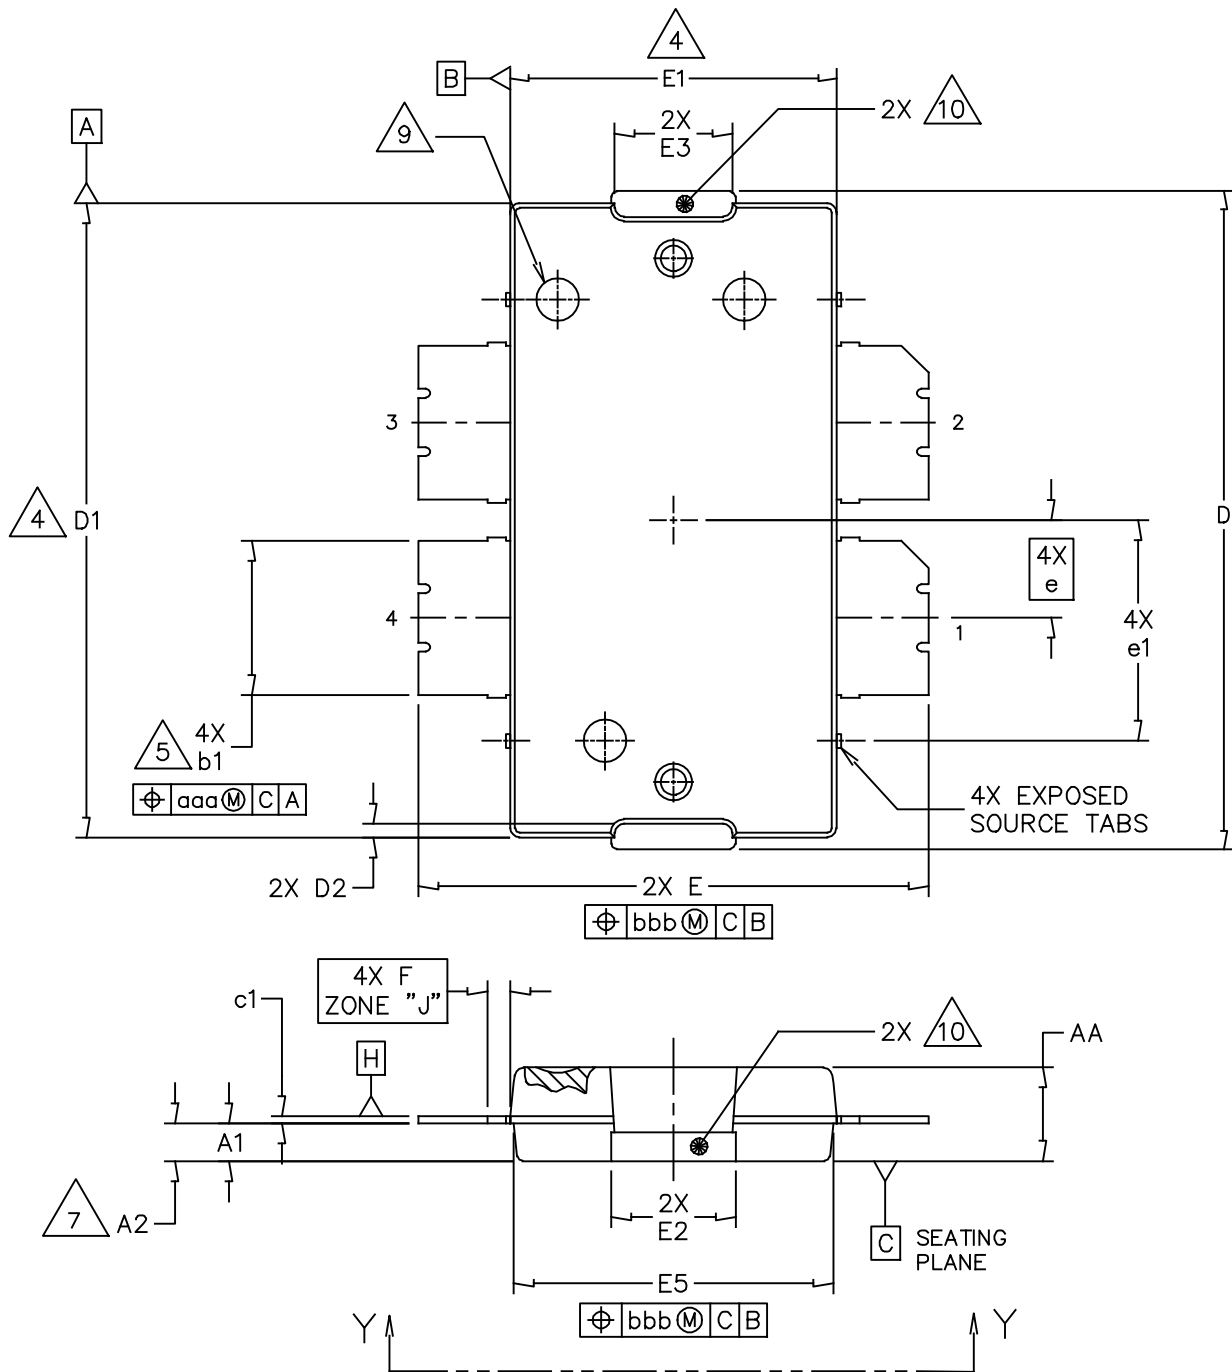 4
B
E1
2X 10
A
9
2X
E3
3
2
4 D1
D
4X
e
4
1
4X
e1
5 4X
b1
⌖ aaa Ⓜ C A
4X EXPOSED
SOURCE TABS
2X D2
2X E
⌖ bbb Ⓜ C B
4X F
ZONE "J"
c1
2X 10
AA
H
A1
7 A2
2X
E2
C SEATING
PLANE
E5
⌖ bbb Ⓜ C B
Y
Y